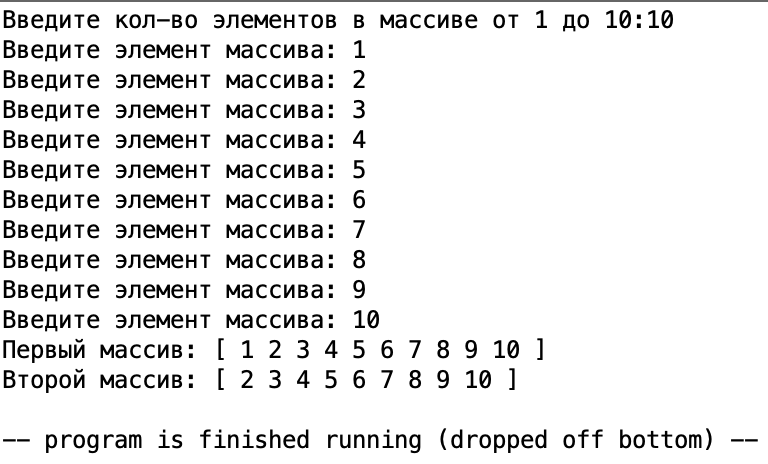 Введите кол-во элементов в массиве от 1 до 10:10
Введите элемент массива: 1
Введите элемент массива: 2
Введите элемент массива: 3
Введите элемент массива: 4
Введите элемент массива: 5
Введите элемент массива: 6
Введите элемент массива: 7
Введите элемент массива: 8
Введите элемент массива: 9
Введите элемент массива: 10
Первый массив: [ 1 2 3 4 5 6 7 8 9 10 ]
Второй массив: [ 2 3 4 5 6 7 8 9 10 ]
-- program is finished running (dropped off bottom) --